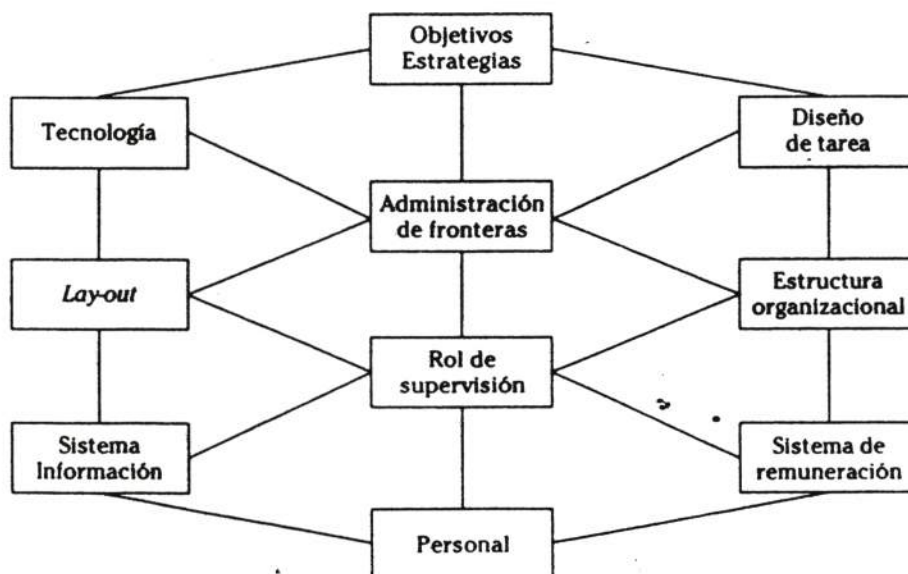 Objetivos
Estrategias
Tecnología
Diseño
de tarea
Administración
de fronteras
Lay-out
Estructura
organizacional
Rol de
supervisión
Sistema
Información
Sistema de
remuneración
Personal